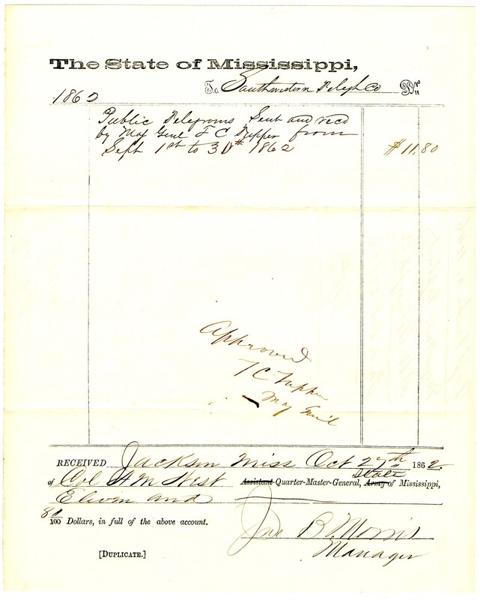 The State of Mississippi,
To Southwestern Telegh Co Dr.
1862
Public Telegrams Sent and recd
by Maj Genl T C Tupper from
Sept 1st to 30th 1862 $11,80
Approved
T C Tupper
Maj Genl
RECEIVED Jackson Miss Oct 27th 1862
of Col A M West Assistant Quarter-Master-General, State Army of Mississippi,
Eleven and
80/100 Dollars, in full of the above account.
Jno B. Morris
Manager
[DUPLICATE.]